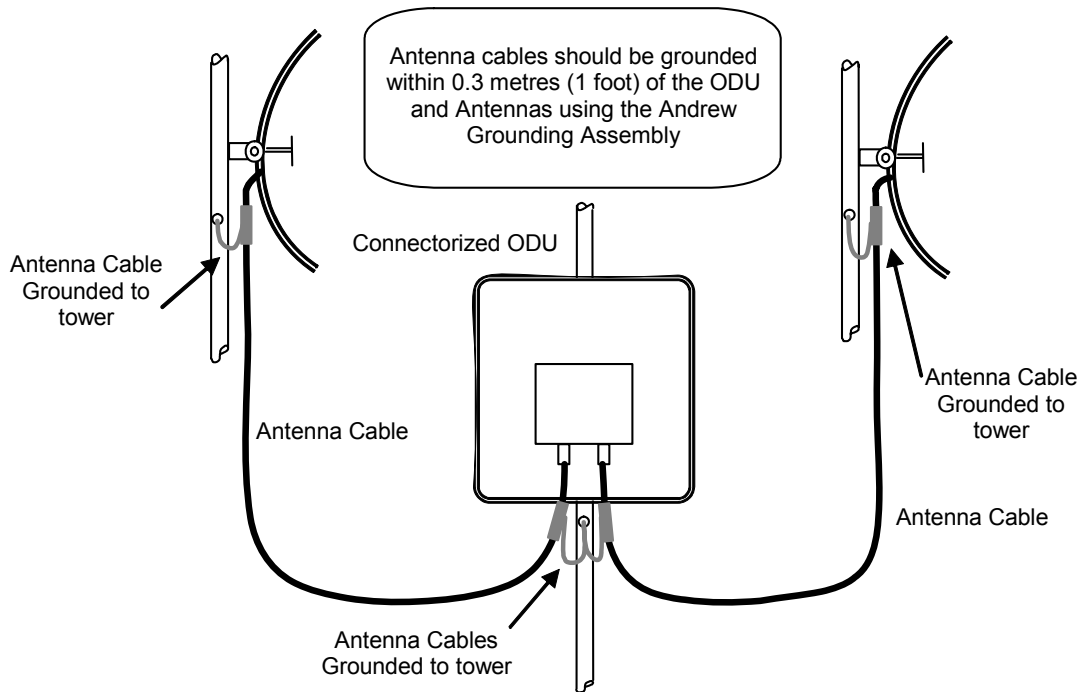 Antenna cables should be grounded
within 0.3 metres (1 foot) of the ODU
and Antennas using the Andrew
Grounding Assembly
Connectorized ODU
Antenna Cable
Grounded to
tower
Antenna Cable
Grounded to
tower
Antenna Cable
Antenna Cable
Antenna Cables
Grounded to tower